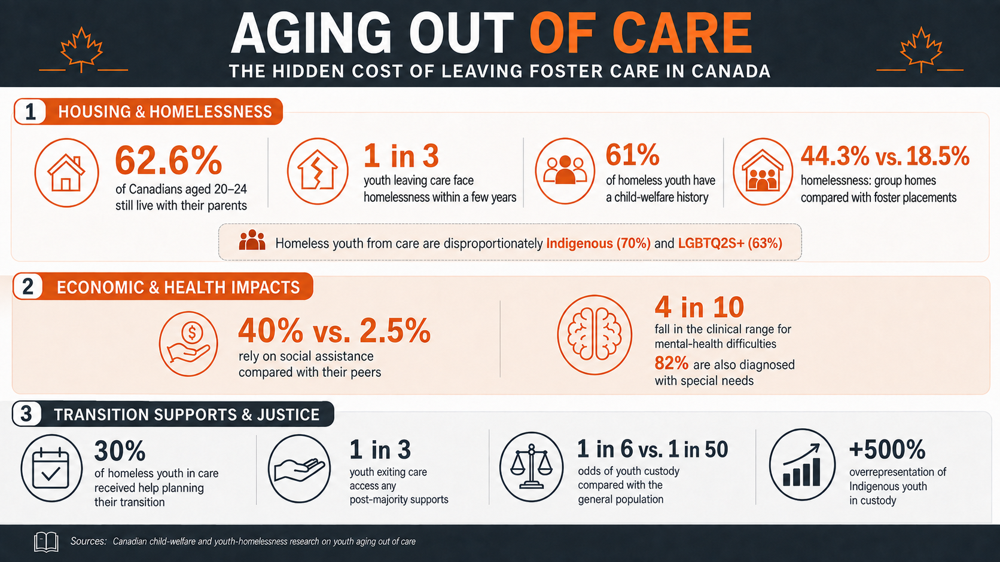 AGING OUT OF CARE
THE HIDDEN COST OF LEAVING FOSTER CARE IN CANADA
1 HOUSING & HOMELESSNESS
62.6%
of Canadians aged 20–24
still live with their parents
1 in 3
youth leaving care face
homelessness within a few years
61%
of homeless youth have
a child-welfare history
44.3% vs. 18.5%
homelessness: group homes
compared with foster placements
Homeless youth from care are disproportionately Indigenous (70%) and LGBTQ2S+ (63%)
2 ECONOMIC & HEALTH IMPACTS
$
40% vs. 2.5%
rely on social assistance
compared with their peers
4 in 10
fall in the clinical range for
mental-health difficulties
82% are also diagnosed
with special needs
3 TRANSITION SUPPORTS & JUSTICE
30%
of homeless youth in care
received help planning
their transition
1 in 3
youth exiting care
access any
post-majority supports
1 in 6 vs. 1 in 50
odds of youth custody
compared with the
general population
+500%
overrepresentation of
Indigenous youth
in custody
Sources: Canadian child-welfare and youth-homelessness research on youth aging out of care